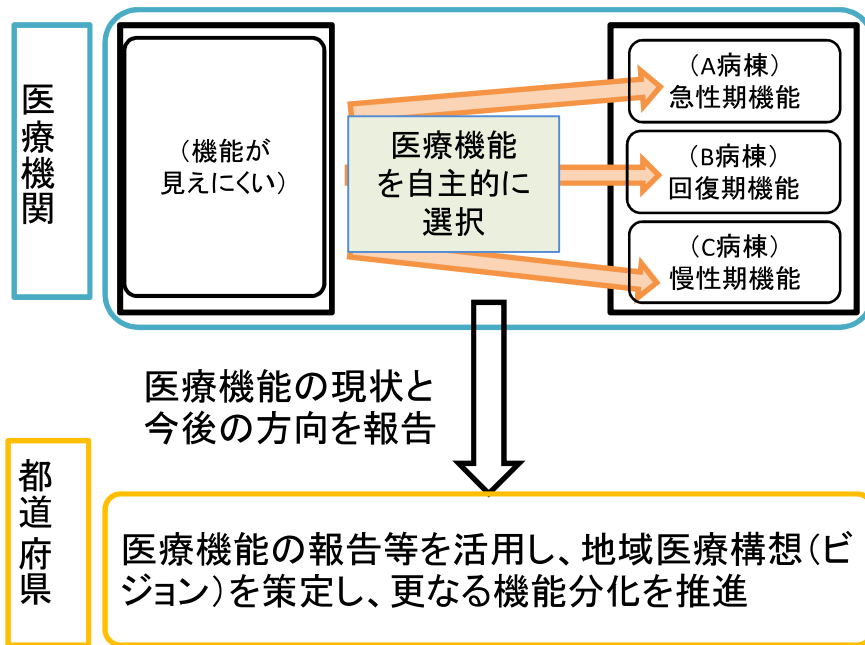 医療機関
（機能が
見えにくい）
医療機能
を自主的に
選択
（A病棟）
急性期機能
（B病棟）
回復期機能
（C病棟）
慢性期機能
医療機能の現状と
今後の方向を報告
都道府県
医療機能の報告等を活用し、地域医療構想（ビ
ジョン）を策定し、更なる機能分化を推進